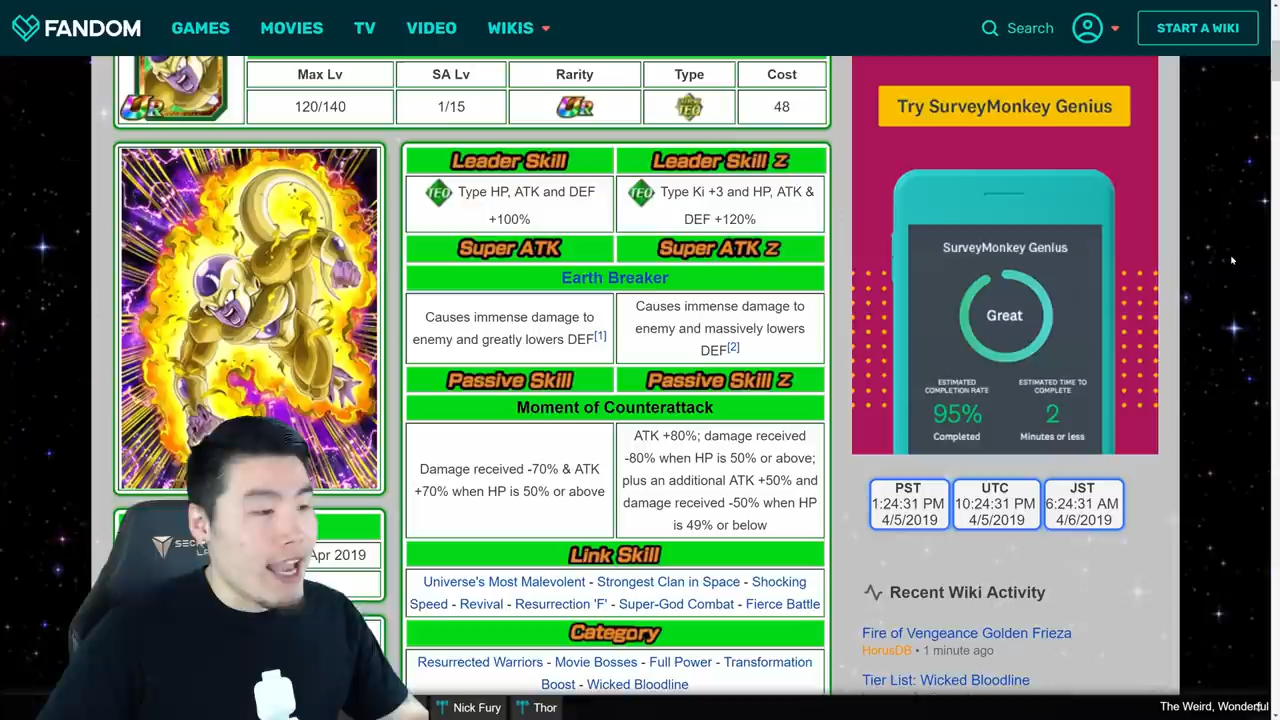 FANDOM GAMES MOVIES TV VIDEO WIKIS Search START A WIKI
Max Lv SA Lv Rarity Type Cost
120/140 1/15 UR TEQ 48
UR
Leader Skill Leader Skill Z
TEQ Type HP, ATK and DEF
+100%
TEQ Type Ki +3 and HP, ATK &
DEF +120%
Super ATK Super ATK Z
Earth Breaker
Causes immense damage to
enemy and greatly lowers DEF[1]
Causes immense damage to
enemy and massively lowers
DEF[2]
Passive Skill Passive Skill Z
Moment of Counterattack
Damage received -70% & ATK
+70% when HP is 50% or above
ATK +80%; damage received
-80% when HP is 50% or above;
plus an additional ATK +50% and
damage received -50% when HP
is 49% or below
Link Skill
Universe's Most Malevolent - Strongest Clan in Space - Shocking
Speed - Revival - Resurrection 'F' - Super-God Combat - Fierce Battle
Category
Resurrected Warriors - Movie Bosses - Full Power - Transformation
Boost - Wicked Bloodline
Apr 2019
Try SurveyMonkey Genius
SurveyMonkey Genius
Great
ESTIMATED
COMPLETION RATE
95%
Completed
ESTIMATED TIME TO
COMPLETE
2
Minutes or less
PST
1:24:31 PM
4/5/2019
UTC
10:24:31 PM
4/5/2019
JST
6:24:31 AM
4/6/2019
Recent Wiki Activity
Fire of Vengeance Golden Frieza
HorusDB • 1 minute ago
Tier List: Wicked Bloodline
Nick Fury Thor
The Weird, Wonderful